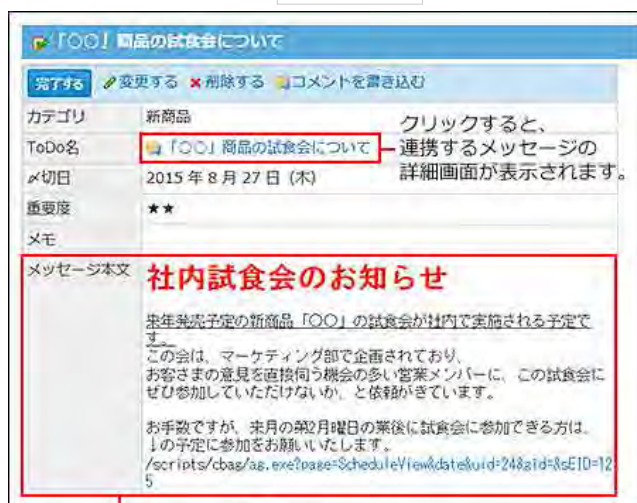 「○○」商品の試食会について
完了する 変更する 削除する コメントを書き込む
カテゴリ 新商品
ToDo名 「○○」商品の試食会について
クリックすると、
連携するメッセージの
詳細画面が表示されます。
〆切日 2015 年 8 月 27 日 (木)
重要度 ★★
メモ
メッセージ本文 社内試食会のお知らせ
来年発売予定の新商品「○○」の試食会が社内で実施される予定で
す。
この会は、マーケティング部で企画されており、
お客さまの意見を直接伺う機会の多い営業メンバーに、この試食会に
ぜひ参加していただけないか、と依頼がきています。
お手数ですが、来月の第2月曜日の業後に試食会に参加できる方は、
↓の予定に参加をお願いいたします。
/scripts/cbag/ag.exe?page=ScheduleView&date&uid=24&gid=&sEID=12
5